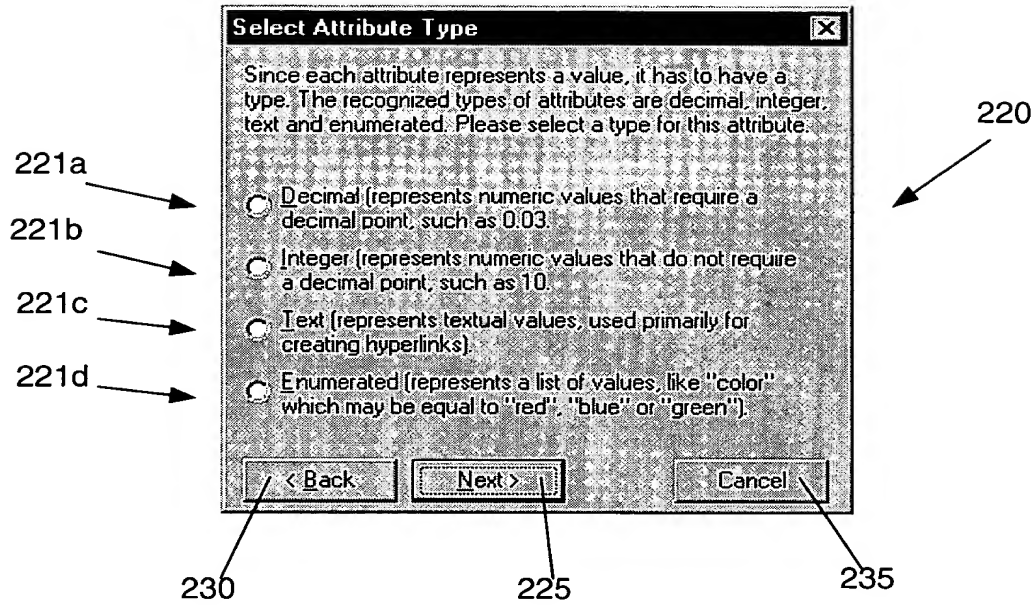 Select Attribute Type
Since each attribute represents a value, it has to have a
type. The recognized types of attributes are decimal, integer,
text and enumerated. Please select a type for this attribute.
220
221a
Decimal (represents numeric values that require a
decimal point, such as 0.03.
221b
Integer (represents numeric values that do not require
a decimal point, such as 10.
221c
Text (represents textual values, used primarily for
creating hyperlinks).
221d
Enumerated (represents a list of values, like "color"
which may be equal to "red", "blue" or "green").
< Back
Next >
Cancel
230
225
235